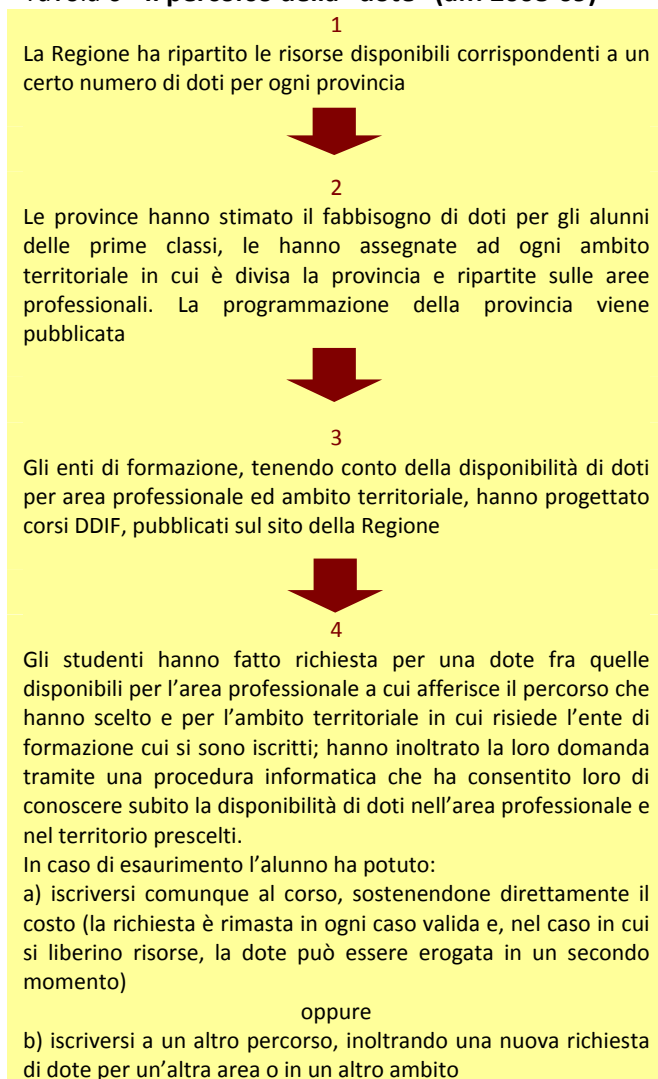 1
La Regione ha ripartito le risorse disponibili corrispondenti a un
certo numero di doti per ogni provincia
2
Le province hanno stimato il fabbisogno di doti per gli alunni
delle prime classi, le hanno assegnate ad ogni ambito
territoriale in cui è divisa la provincia e ripartite sulle aree
professionali. La programmazione della provincia viene
pubblicata
3
Gli enti di formazione, tenendo conto della disponibilità di doti
per area professionale ed ambito territoriale, hanno progettato
corsi DDIF, pubblicati sul sito della Regione
4
Gli studenti hanno fatto richiesta per una dote fra quelle
disponibili per l’area professionale a cui afferisce il percorso che
hanno scelto e per l’ambito territoriale in cui risiede l’ente di
formazione cui si sono iscritti; hanno inoltrato la loro domanda
tramite una procedura informatica che ha consentito loro di
conoscere subito la disponibilità di doti nell’area professionale e
nel territorio prescelti.
In caso di esaurimento l’alunno ha potuto:
a) iscriversi comunque al corso, sostenendone direttamente il
costo (la richiesta è rimasta in ogni caso valida e, nel caso in cui
si liberino risorse, la dote può essere erogata in un secondo
momento)
oppure
b) iscriversi a un altro percorso, inoltrando una nuova richiesta
di dote per un’altra area o in un altro ambito